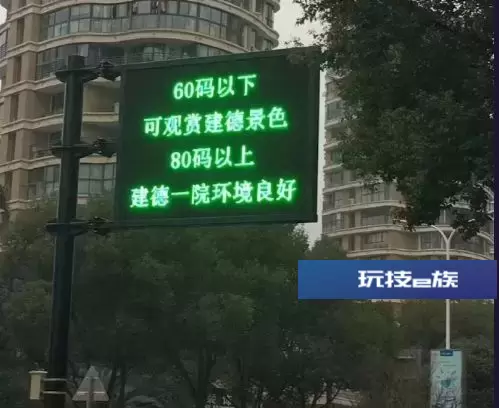 60码以下
可观赏建德景色
80码以上
建德一院环境良好
玩技e族